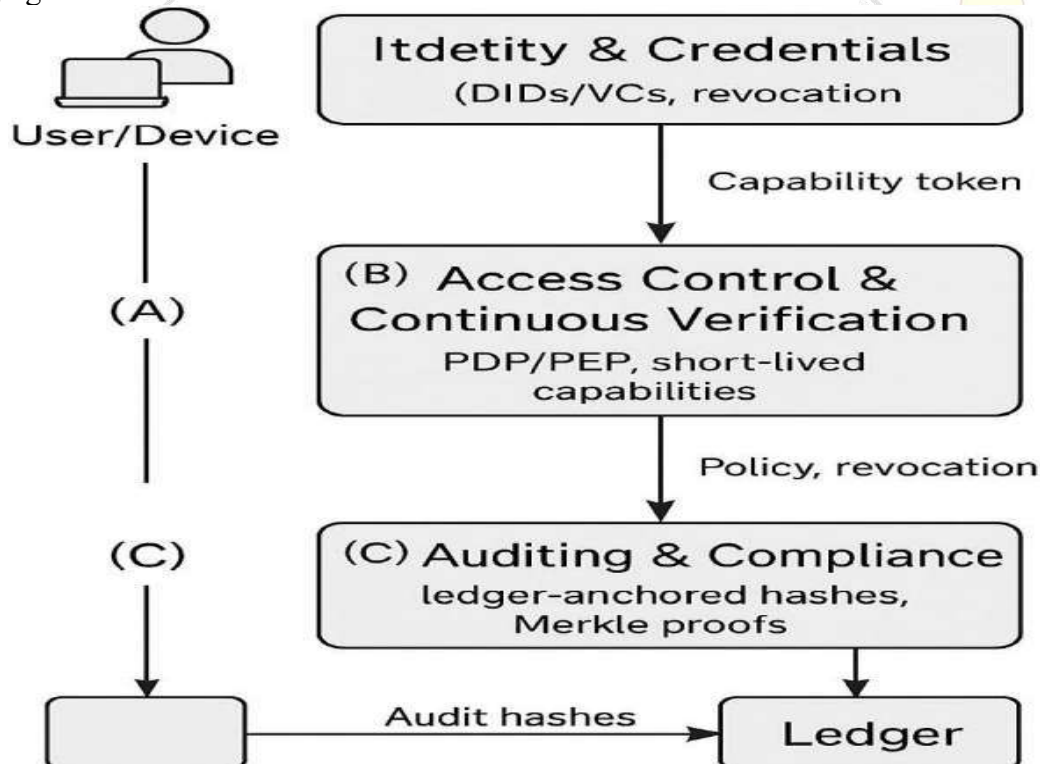 Itdetity & Credentials
(DIDs/VCs, revocation
User/Device
Capability token
(A)
(B) Access Control &
Continuous Verification
PDP/PEP, short-lived
capabilities
Policy, revocation
(C)
(C) Auditing & Compliance
ledger-anchored hashes,
Merkle proofs
Audit hashes
Ledger